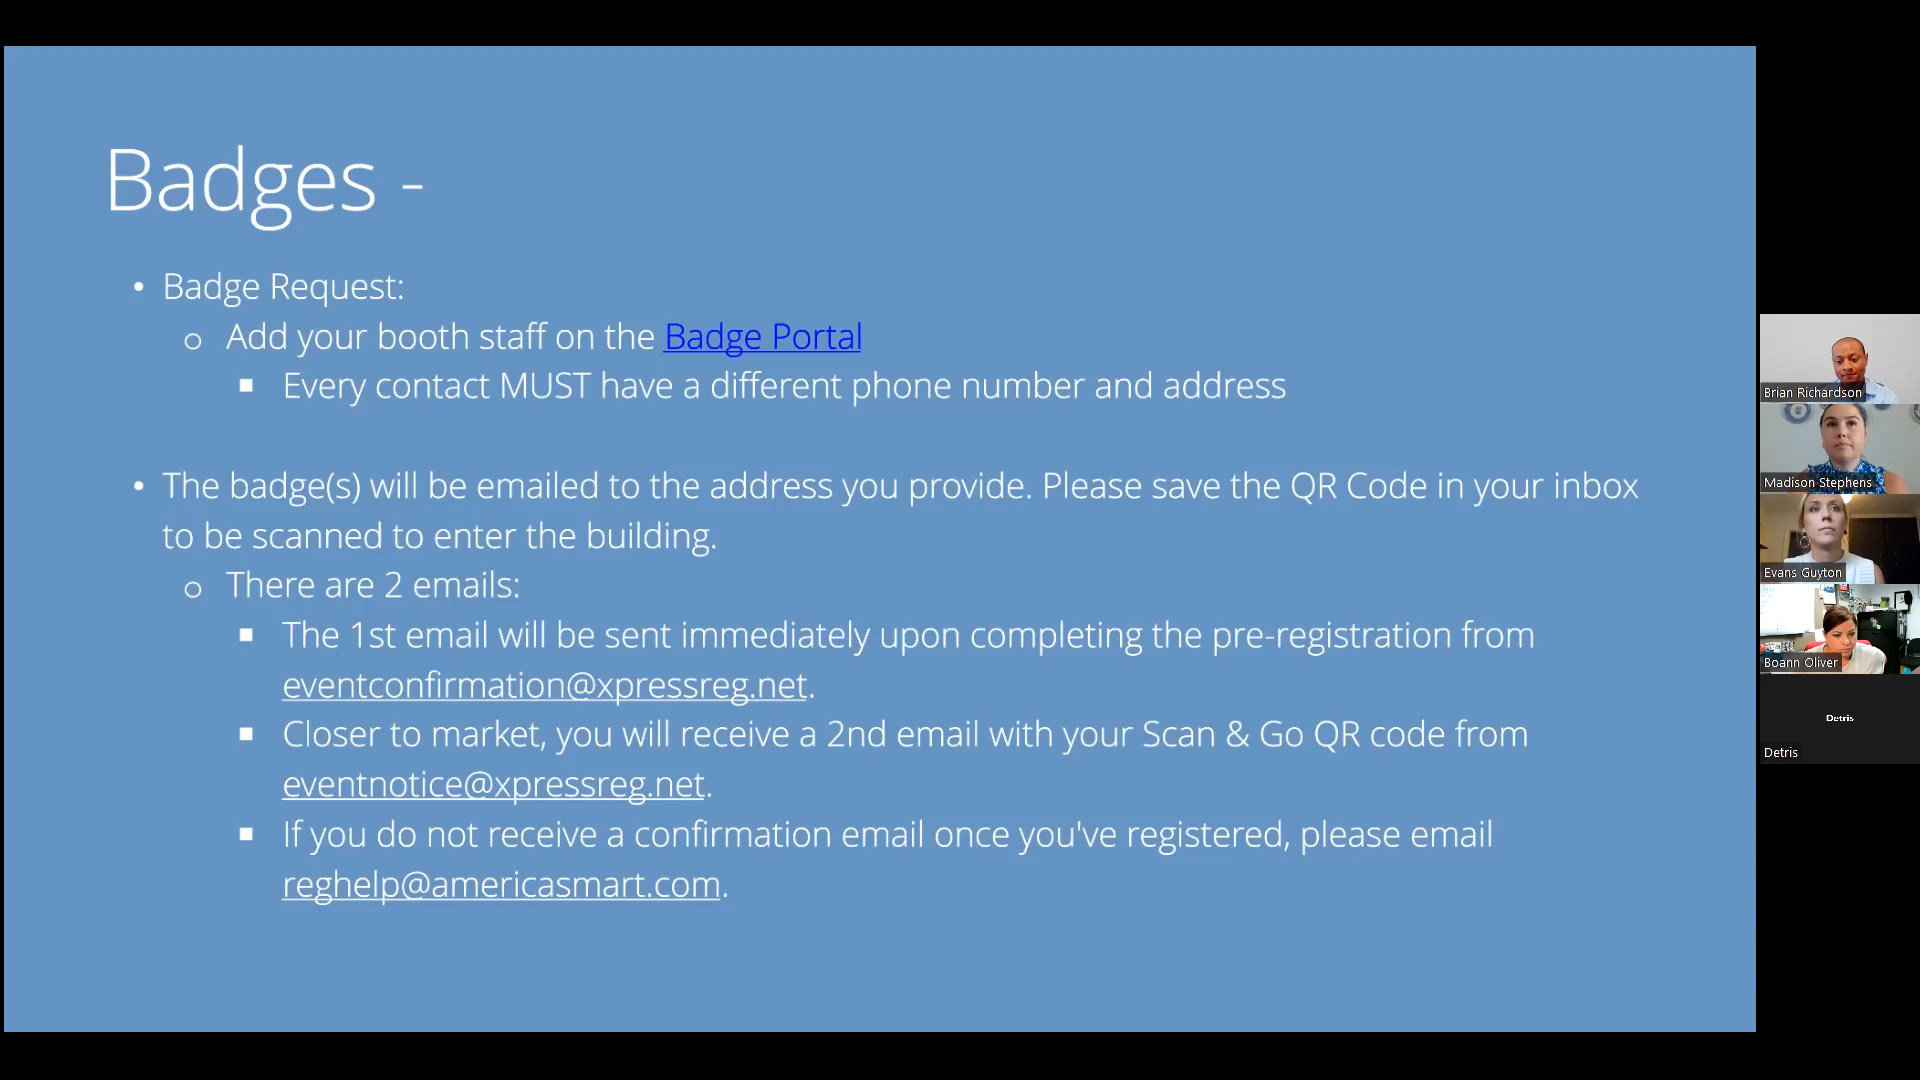 Badges -
• Badge Request:
o Add your booth staff on the Badge Portal
▪ Every contact MUST have a different phone number and address
• The badge(s) will be emailed to the address you provide. Please save the QR Code in your inbox
to be scanned to enter the building.
o There are 2 emails:
▪ The 1st email will be sent immediately upon completing the pre-registration from
eventconfirmation@xpressreg.net.
▪ Closer to market, you will receive a 2nd email with your Scan & Go QR code from
eventnotice@xpressreg.net.
▪ If you do not receive a confirmation email once you've registered, please email
reghelp@americasmart.com.
Brian Richardson
Madison Stephens
Evans Guyton
Boann Oliver
Detris
Detris